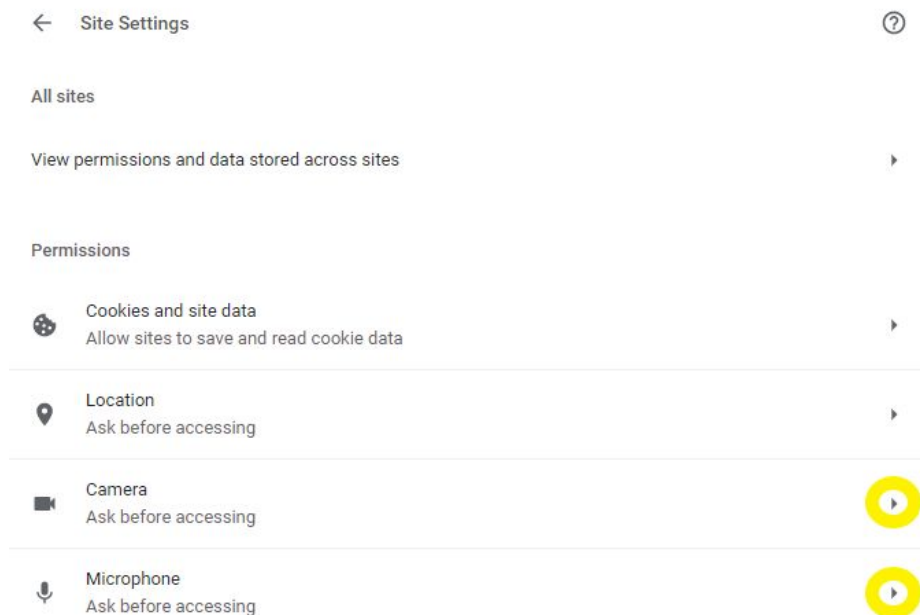 Site Settings
All sites
View permissions and data stored across sites
Permissions
Cookies and site data
Allow sites to save and read cookie data
Location
Ask before accessing
Camera
Ask before accessing
Microphone
Ask before accessing